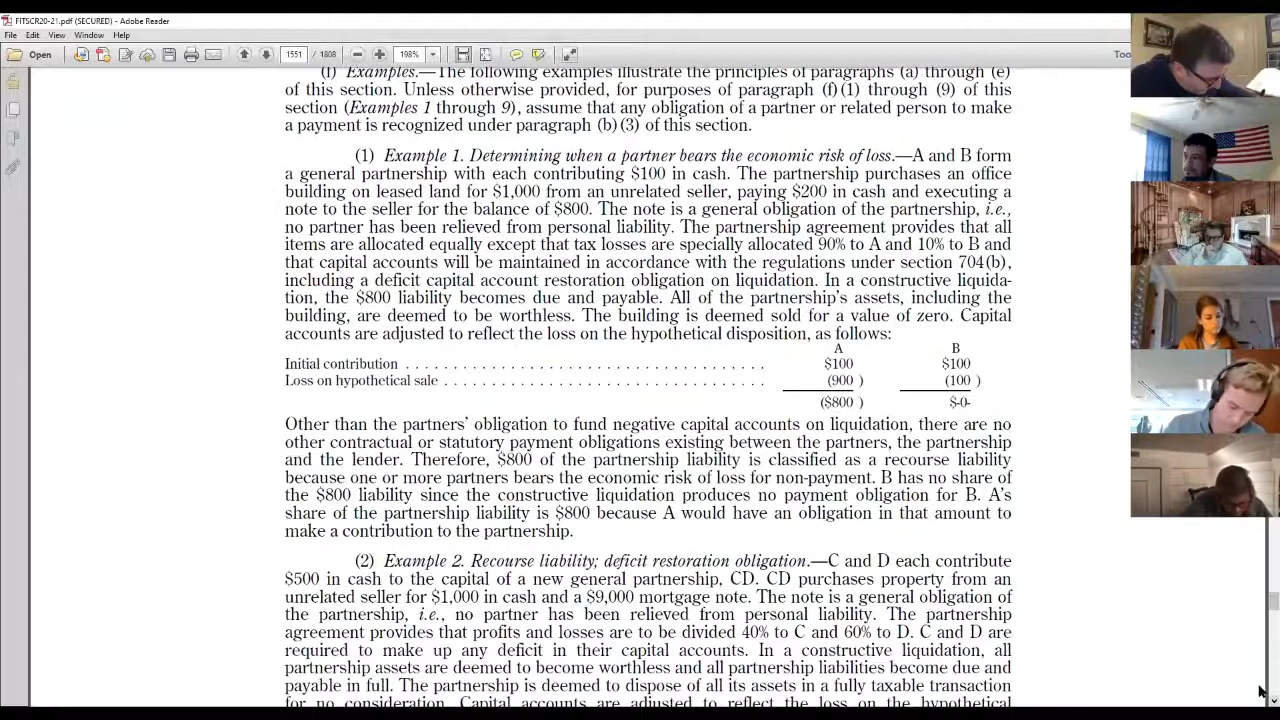 FITSCR20-21.pdf (SECURED) - Adobe Reader
File Edit View Window Help
Open 1551 / 1808 198% Too
(f) Examples.—The following examples illustrate the principles of paragraphs (a) through (e)
of this section. Unless otherwise provided, for purposes of paragraph (f)(1) through (9) of this
section (Examples 1 through 9), assume that any obligation of a partner or related person to make
a payment is recognized under paragraph (b)(3) of this section.
(1) Example 1. Determining when a partner bears the economic risk of loss.—A and B form
a general partnership with each contributing $100 in cash. The partnership purchases an office
building on leased land for $1,000 from an unrelated seller, paying $200 in cash and executing a
note to the seller for the balance of $800. The note is a general obligation of the partnership, i.e.,
no partner has been relieved from personal liability. The partnership agreement provides that all
items are allocated equally except that tax losses are specially allocated 90% to A and 10% to B and
that capital accounts will be maintained in accordance with the regulations under section 704(b),
including a deficit capital account restoration obligation on liquidation. In a constructive liquida-
tion, the $800 liability becomes due and payable. All of the partnership's assets, including the
building, are deemed to be worthless. The building is deemed sold for a value of zero. Capital
accounts are adjusted to reflect the loss on the hypothetical disposition, as follows:
A B
Initial contribution . . . . . . . . . . . . . . . . . . . . . . . . . . . . . . . . . . . . . . $100 $100
Loss on hypothetical sale . . . . . . . . . . . . . . . . . . . . . . . . . . . . . . . . . . (900 ) (100 )
($800 ) $-0-
Other than the partners' obligation to fund negative capital accounts on liquidation, there are no
other contractual or statutory payment obligations existing between the partners, the partnership
and the lender. Therefore, $800 of the partnership liability is classified as a recourse liability
because one or more partners bears the economic risk of loss for non-payment. B has no share of
the $800 liability since the constructive liquidation produces no payment obligation for B. A's
share of the partnership liability is $800 because A would have an obligation in that amount to
make a contribution to the partnership.
(2) Example 2. Recourse liability; deficit restoration obligation.—C and D each contribute
$500 in cash to the capital of a new general partnership, CD. CD purchases property from an
unrelated seller for $1,000 in cash and a $9,000 mortgage note. The note is a general obligation of
the partnership, i.e., no partner has been relieved from personal liability. The partnership
agreement provides that profits and losses are to be divided 40% to C and 60% to D. C and D are
required to make up any deficit in their capital accounts. In a constructive liquidation, all
partnership assets are deemed to become worthless and all partnership liabilities become due and
payable in full. The partnership is deemed to dispose of all its assets in a fully taxable transaction
for no consideration. Capital accounts are adjusted to reflect the loss on the hypothetical